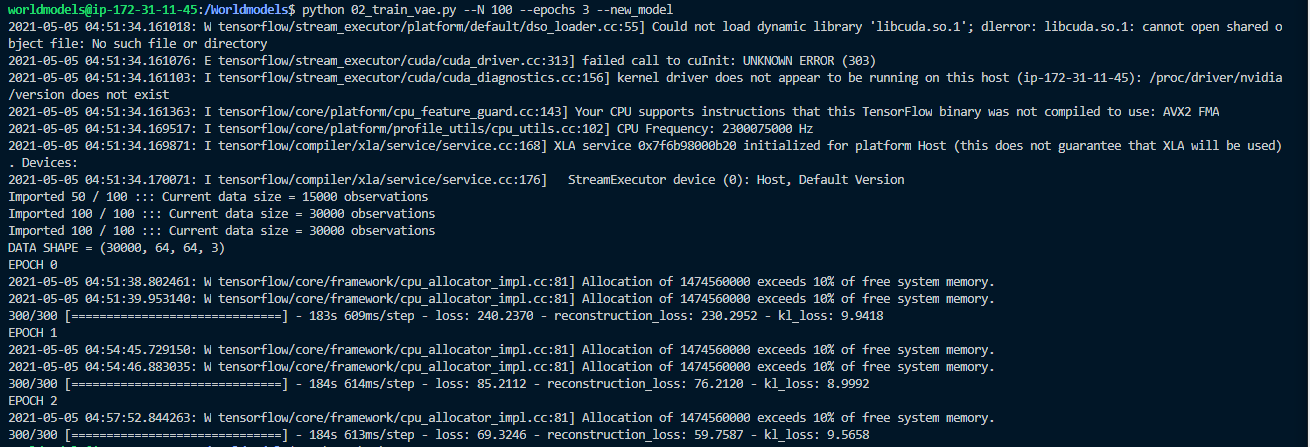 worldmodels@ip-172-31-11-45:/Worldmodels$ python 02_train_vae.py --N 100 --epochs 3 --new_model
2021-05-05 04:51:34.161018: W tensorflow/stream_executor/platform/default/dso_loader.cc:55] Could not load dynamic library 'libcuda.so.1'; dlerror: libcuda.so.1: cannot open shared o
bject file: No such file or directory
2021-05-05 04:51:34.161076: E tensorflow/stream_executor/cuda/cuda_driver.cc:313] failed call to cuInit: UNKNOWN ERROR (303)
2021-05-05 04:51:34.161103: I tensorflow/stream_executor/cuda/cuda_diagnostics.cc:156] kernel driver does not appear to be running on this host (ip-172-31-11-45): /proc/driver/nvidia
/version does not exist
2021-05-05 04:51:34.161363: I tensorflow/core/platform/cpu_feature_guard.cc:143] Your CPU supports instructions that this TensorFlow binary was not compiled to use: AVX2 FMA
2021-05-05 04:51:34.169517: I tensorflow/core/platform/profile_utils/cpu_utils.cc:102] CPU Frequency: 2300075000 Hz
2021-05-05 04:51:34.169871: I tensorflow/compiler/xla/service/service.cc:168] XLA service 0x7f6b98000b20 initialized for platform Host (this does not guarantee that XLA will be used)
. Devices:
2021-05-05 04:51:34.170071: I tensorflow/compiler/xla/service/service.cc:176]   StreamExecutor device (0): Host, Default Version
Imported 50 / 100 ::: Current data size = 15000 observations
Imported 100 / 100 ::: Current data size = 30000 observations
Imported 100 / 100 ::: Current data size = 30000 observations
DATA SHAPE = (30000, 64, 64, 3)
EPOCH 0
2021-05-05 04:51:38.802461: W tensorflow/core/framework/cpu_allocator_impl.cc:81] Allocation of 1474560000 exceeds 10% of free system memory.
2021-05-05 04:51:39.953140: W tensorflow/core/framework/cpu_allocator_impl.cc:81] Allocation of 1474560000 exceeds 10% of free system memory.
300/300 [==============================] - 183s 609ms/step - loss: 240.2370 - reconstruction_loss: 230.2952 - kl_loss: 9.9418
EPOCH 1
2021-05-05 04:54:45.729150: W tensorflow/core/framework/cpu_allocator_impl.cc:81] Allocation of 1474560000 exceeds 10% of free system memory.
2021-05-05 04:54:46.883035: W tensorflow/core/framework/cpu_allocator_impl.cc:81] Allocation of 1474560000 exceeds 10% of free system memory.
300/300 [==============================] - 184s 614ms/step - loss: 85.2112 - reconstruction_loss: 76.2120 - kl_loss: 8.9992
EPOCH 2
2021-05-05 04:57:52.844263: W tensorflow/core/framework/cpu_allocator_impl.cc:81] Allocation of 1474560000 exceeds 10% of free system memory.
300/300 [==============================] - 184s 613ms/step - loss: 69.3246 - reconstruction_loss: 59.7587 - kl_loss: 9.5658